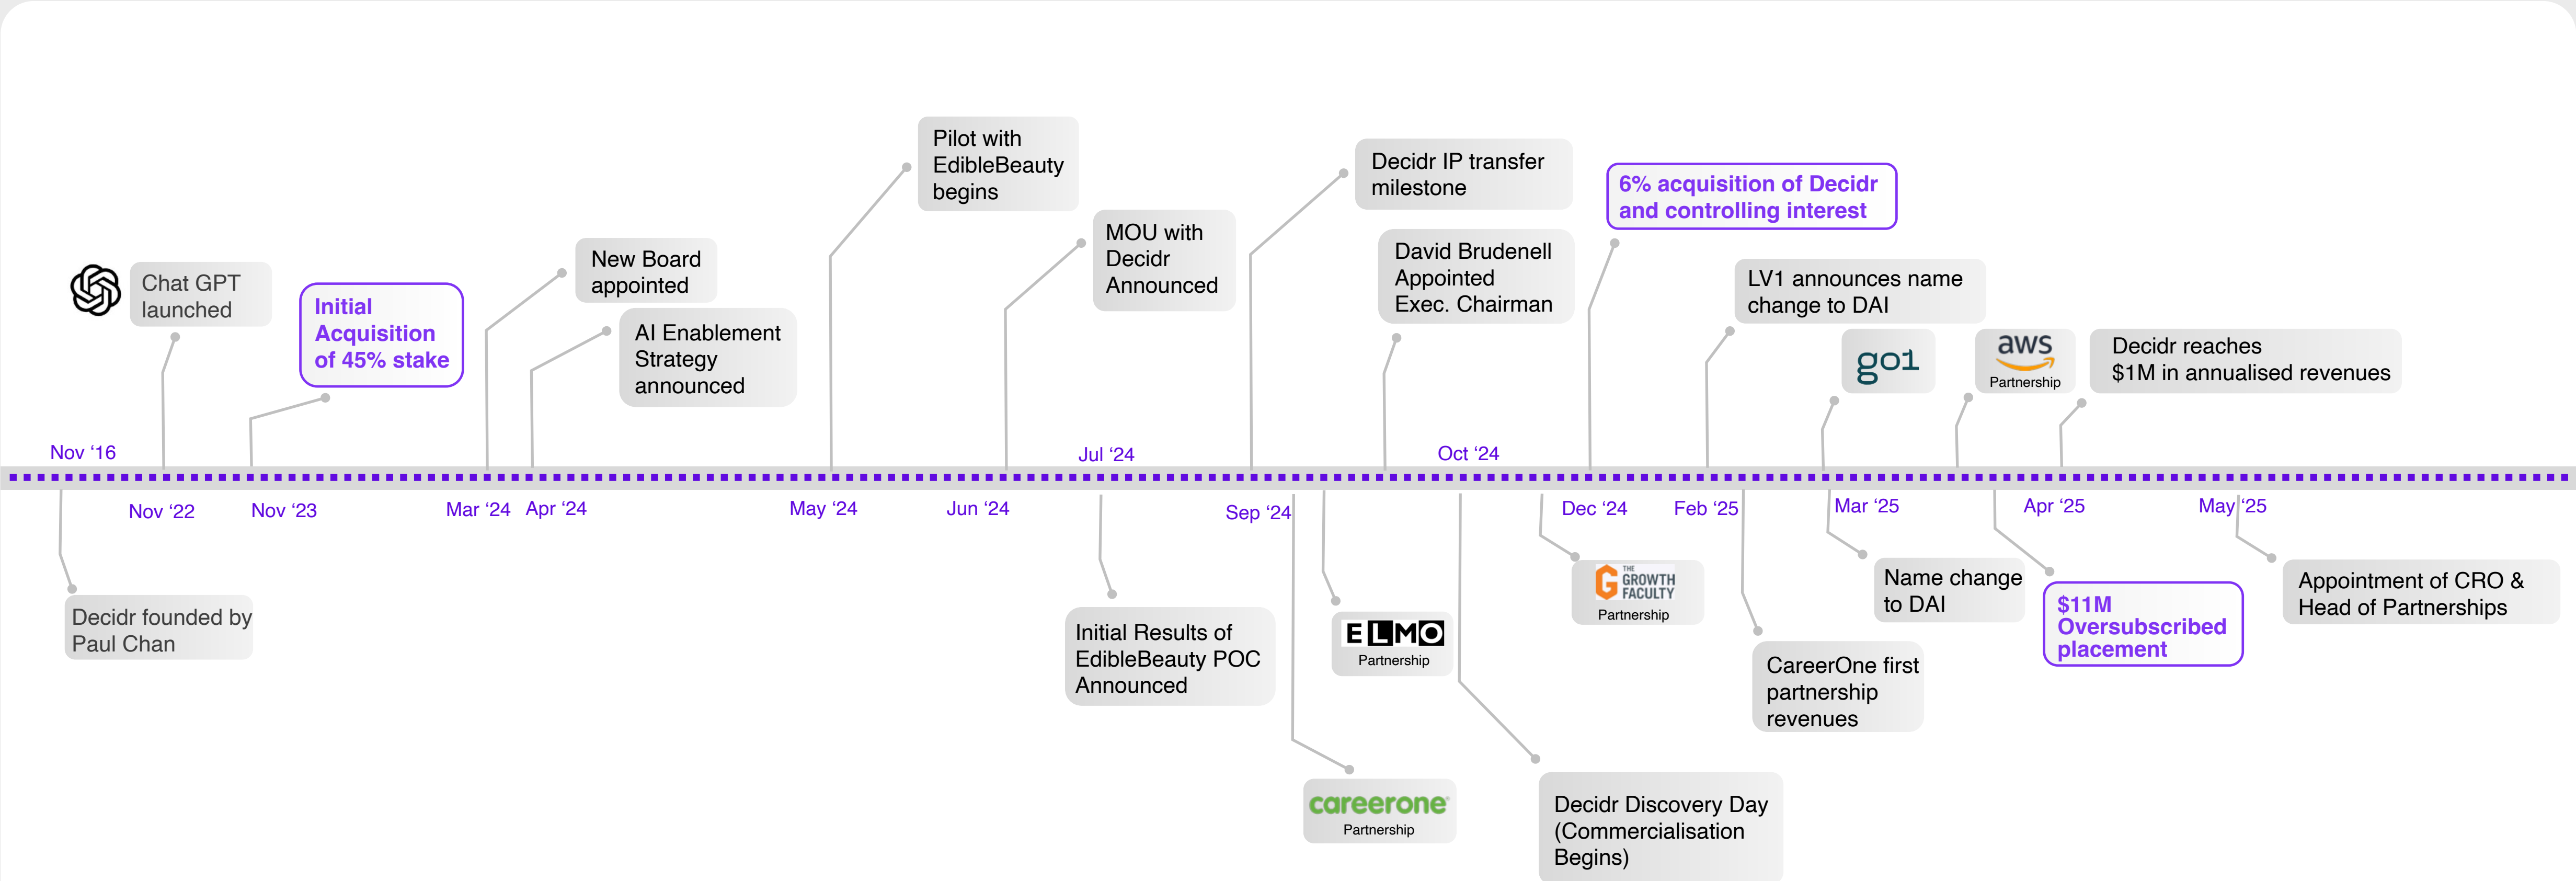 Pilot with
EdibleBeauty
begins
Decidr IP transfer
milestone
6% acquisition of Decidr
and controlling interest
MOU with
Decidr
Announced
David Brudenell
Appointed
Exec. Chairman
New Board
appointed
Chat GPT
launched
LV1 announces name
change to DAI
Initial
Acquisition
of 45% stake
AI Enablement
Strategy
announced
go1
aws
Partnership
Decidr reaches
$1M in annualised revenues
Nov ‘16
Jul ‘24
Oct ‘24
Nov ‘22
Nov ‘23
Mar ‘24
Apr ‘24
May ‘24
Jun ‘24
Sep ‘24
Dec ‘24
Feb ‘25
Mar ‘25
Apr ‘25
May ‘25
Decidr founded by
Paul Chan
Initial Results of
EdibleBeauty POC
Announced
ELMO
Partnership
G THE
GROWTH
FACULTY
Partnership
Name change
to DAI
$11M
Oversubscribed
placement
Appointment of CRO &
Head of Partnerships
CareerOne first
partnership
revenues
careerone
Partnership
Decidr Discovery Day
(Commercialisation
Begins)